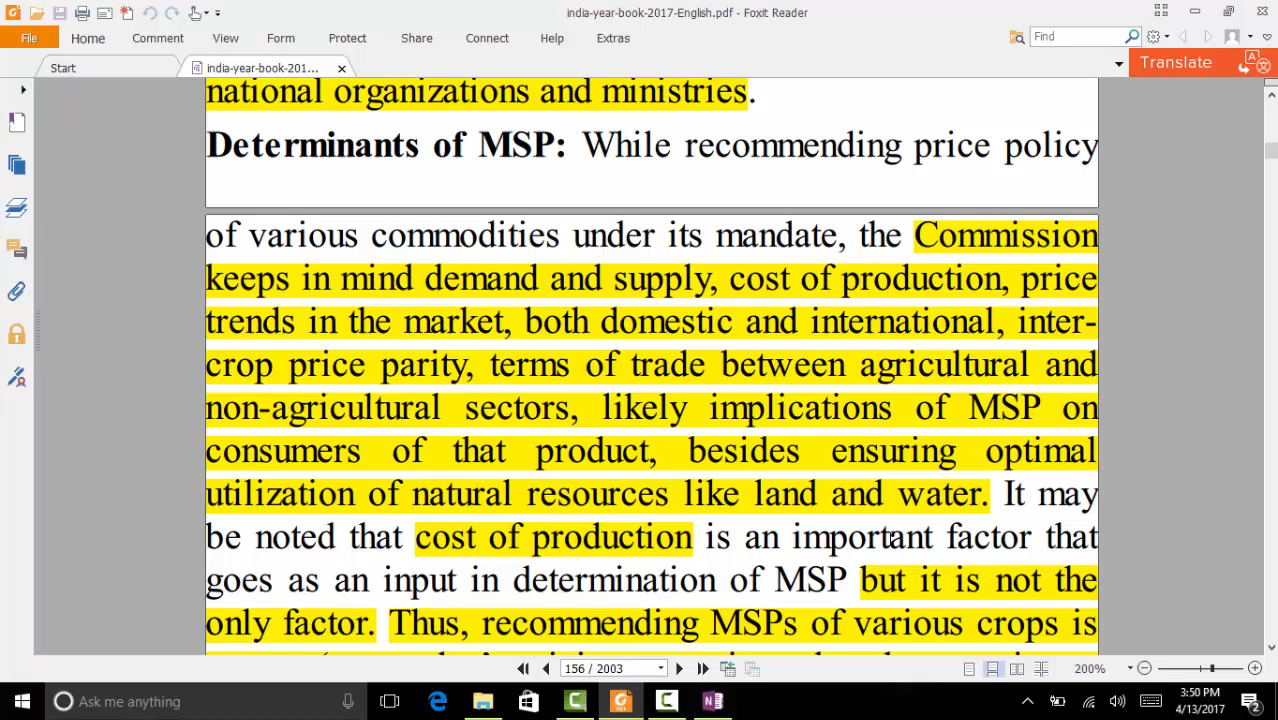 india-year-book-2017-English.pdf - Foxit Reader
File Home Comment View Form Protect Share Connect Help Extras Find
Start india-year-book-201... Translate
national organizations and ministries.
Determinants of MSP: While recommending price policy
of various commodities under its mandate, the Commission
keeps in mind demand and supply, cost of production, price
trends in the market, both domestic and international, inter-
crop price parity, terms of trade between agricultural and
non-agricultural sectors, likely implications of MSP on
consumers of that product, besides ensuring optimal
utilization of natural resources like land and water. It may
be noted that cost of production is an important factor that
goes as an input in determination of MSP but it is not the
only factor. Thus, recommending MSPs of various crops is
156 / 2003 200%
Ask me anything 3:50 PM
4/13/2017 2